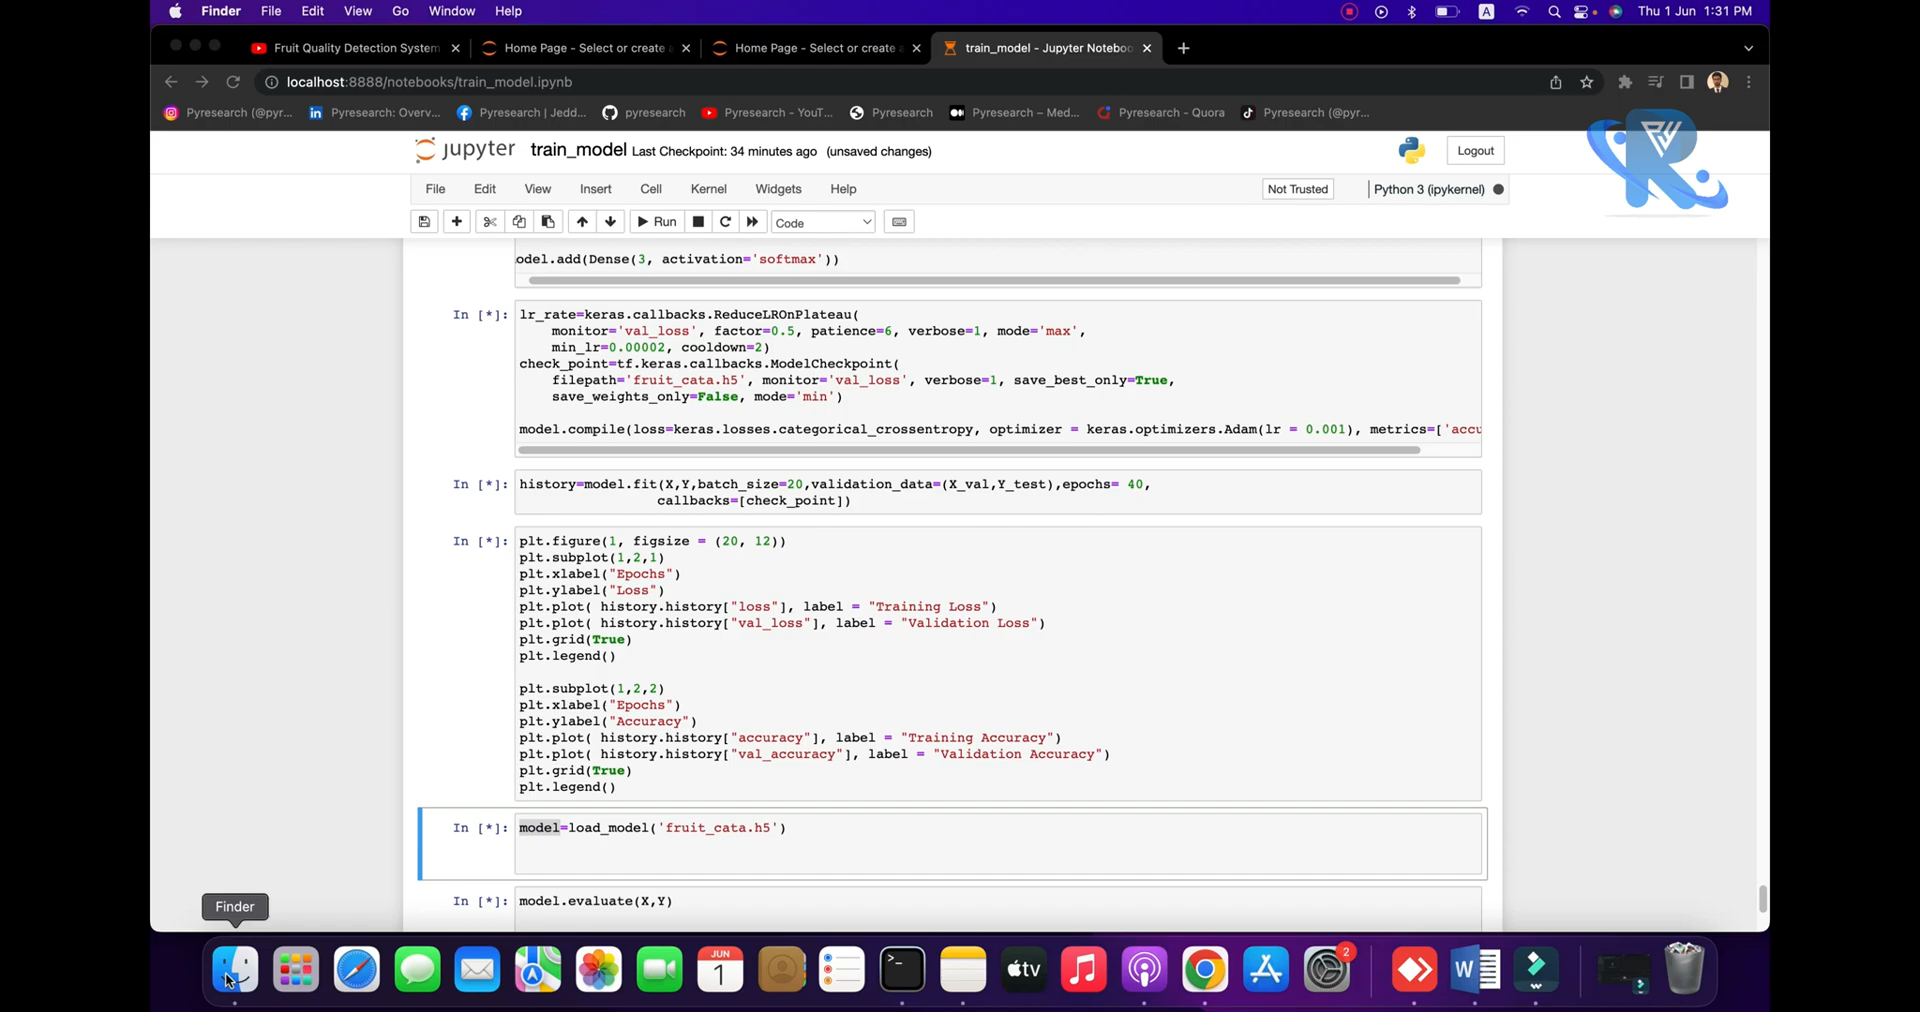 Finder File Edit View Go Window Help
A Thu 1 Jun 1:31 PM
Fruit Quality Detection System
Home Page - Select or create a
Home Page - Select or create a
train_model - Jupyter Noteboo
localhost:8888/notebooks/train_model.ipynb
Pyresearch (@pyr... Pyresearch: Overv... Pyresearch | Jedd... pyresearch Pyresearch - YouT... Pyresearch Pyresearch – Med... Pyresearch - Quora Pyresearch (@pyr...
jupyter train_model Last Checkpoint: 34 minutes ago (unsaved changes)
Logout
File Edit View Insert Cell Kernel Widgets Help
Not Trusted
Python 3 (ipykernel)
Run
Code
odel.add(Dense(3, activation='softmax'))
In [*]: lr_rate=keras.callbacks.ReduceLROnPlateau(
monitor='val_loss', factor=0.5, patience=6, verbose=1, mode='max',
min_lr=0.00002, cooldown=2)
check_point=tf.keras.callbacks.ModelCheckpoint(
filepath='fruit_cata.h5', monitor='val_loss', verbose=1, save_best_only=True,
save_weights_only=False, mode='min')
model.compile(loss=keras.losses.categorical_crossentropy, optimizer = keras.optimizers.Adam(lr = 0.001), metrics=['accu
In [*]: history=model.fit(X,Y,batch_size=20,validation_data=(X_val,Y_test),epochs= 40,
callbacks=[check_point])
In [*]: plt.figure(1, figsize = (20, 12))
plt.subplot(1,2,1)
plt.xlabel("Epochs")
plt.ylabel("Loss")
plt.plot( history.history["loss"], label = "Training Loss")
plt.plot( history.history["val_loss"], label = "Validation Loss")
plt.grid(True)
plt.legend()
plt.subplot(1,2,2)
plt.xlabel("Epochs")
plt.ylabel("Accuracy")
plt.plot( history.history["accuracy"], label = "Training Accuracy")
plt.plot( history.history["val_accuracy"], label = "Validation Accuracy")
plt.grid(True)
plt.legend()
In [*]: model=load_model('fruit_cata.h5')
In [*]: model.evaluate(X,Y)
Finder
JUN
1
tv
2
W